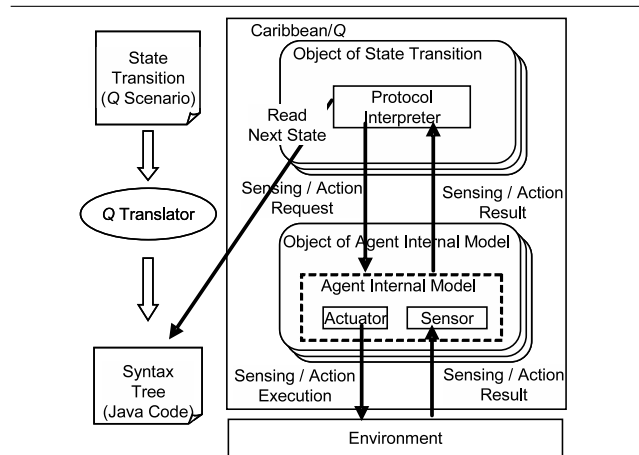 State
Transition
(Q Scenario)
Q Translator
Syntax
Tree
(Java Code)
Caribbean/Q
Object of State Transition
Protocol
Interpreter
Read
Next State
Sensing / Action
Request
Sensing / Action
Result
Object of Agent Internal Model
Agent Internal Model
Actuator
Sensor
Sensing / Action
Execution
Sensing / Action
Result
Environment